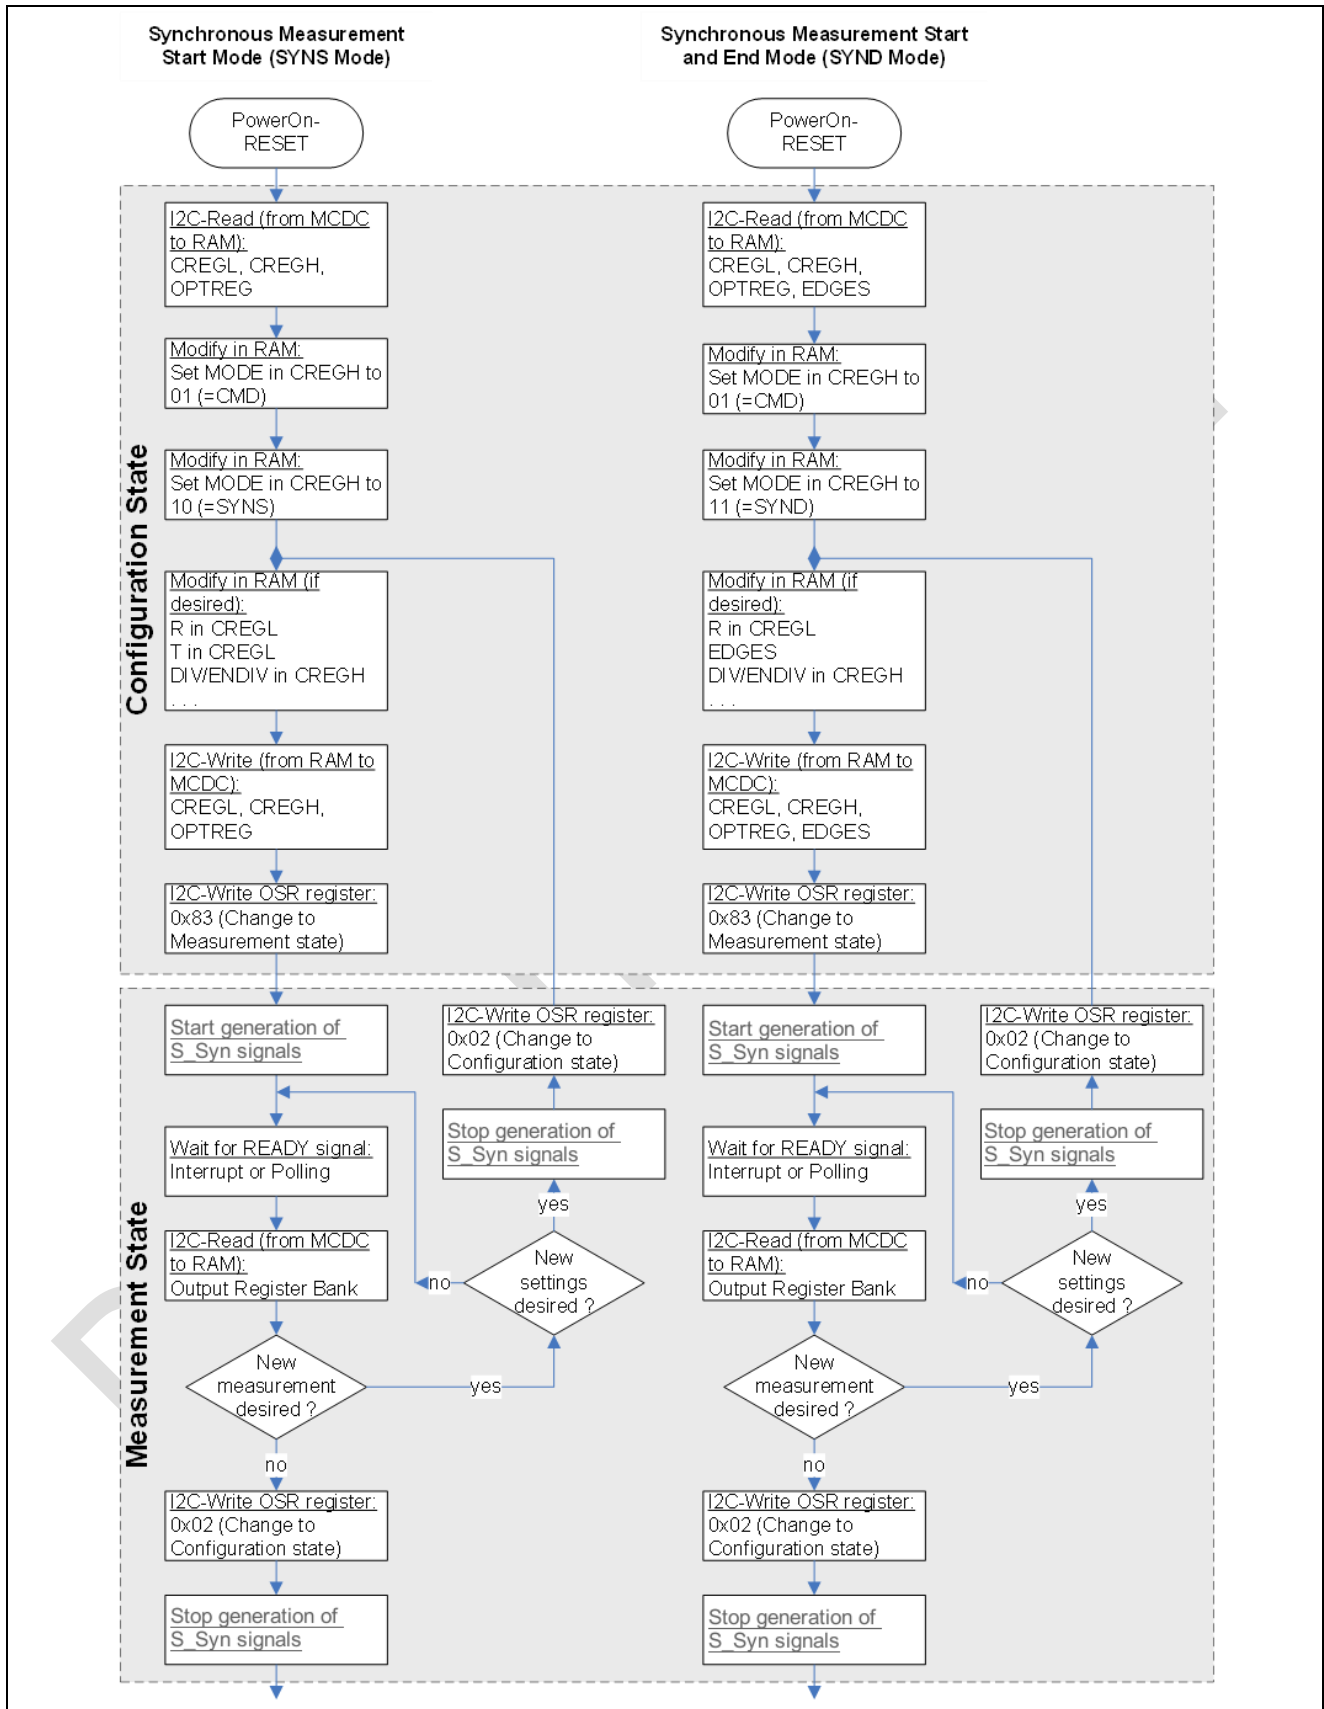 Synchronous Measurement
Start Mode (SYNS Mode)
PowerOn-
RESET
Configuration State
I2C-Read (from MCDC
to RAM):
CREGL, CREGH,
OPTREG
Modify in RAM:
Set MODE in CREGH to
01 (=CMD)
Modify in RAM:
Set MODE in CREGH to
10 (=SYNS)
Modify in RAM (if
desired):
R in CREGL
T in CREGL
DIV/ENDIV in CREGH
. . .
I2C-Write (from RAM to
MCDC):
CREGL, CREGH,
OPTREG
I2C-Write OSR register:
0x83 (Change to
Measurement state)
Measurement State
Start generation of
S_Syn signals
Wait for READY signal:
Interrupt or Polling
I2C-Read (from MCDC
to RAM):
Output Register Bank
New
measurement
desired ?
yes
no
I2C-Write OSR register:
0x02 (Change to
Configuration state)
Stop generation of
S_Syn signals
I2C-Write OSR register:
0x02 (Change to
Configuration state)
Stop generation of
S_Syn signals
yes
New
settings
desired ?
no
Synchronous Measurement Start
and End Mode (SYND Mode)
PowerOn-
RESET
I2C-Read (from MCDC
to RAM):
CREGL, CREGH,
OPTREG, EDGES
Modify in RAM:
Set MODE in CREGH to
01 (=CMD)
Modify in RAM:
Set MODE in CREGH to
11 (=SYND)
Modify in RAM (if
desired):
R in CREGL
EDGES
DIV/ENDIV in CREGH
. . .
I2C-Write (from RAM to
MCDC):
CREGL, CREGH,
OPTREG, EDGES
I2C-Write OSR register:
0x83 (Change to
Measurement state)
Start generation of
S_Syn signals
Wait for READY signal:
Interrupt or Polling
I2C-Read (from MCDC
to RAM):
Output Register Bank
New
measurement
desired ?
yes
no
I2C-Write OSR register:
0x02 (Change to
Configuration state)
Stop generation of
S_Syn signals
I2C-Write OSR register:
0x02 (Change to
Configuration state)
Stop generation of
S_Syn signals
yes
New
settings
desired ?
no